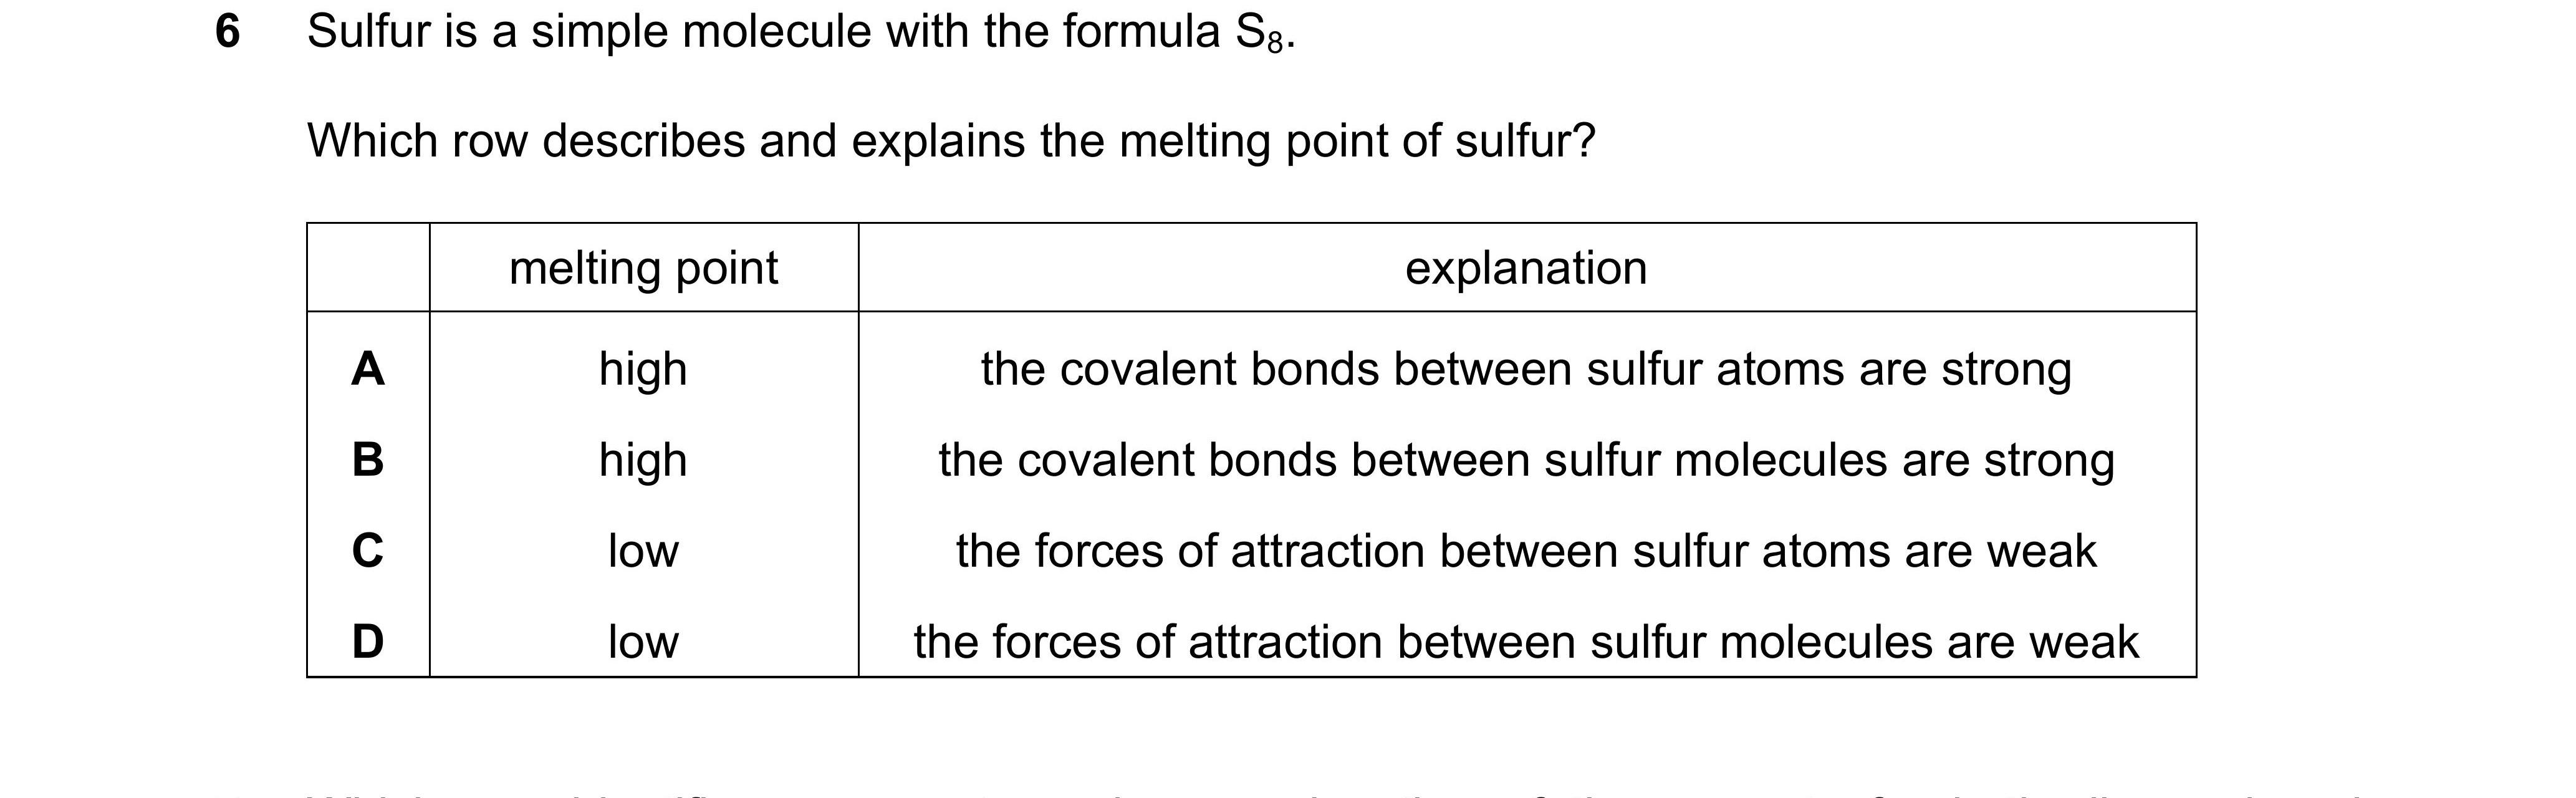 6 Sulfur is a simple molecule with the formula S₈.
Which row describes and explains the melting point of sulfur?
melting point explanation
A high the covalent bonds between sulfur atoms are strong
B high the covalent bonds between sulfur molecules are strong
C low the forces of attraction between sulfur atoms are weak
D low the forces of attraction between sulfur molecules are weak